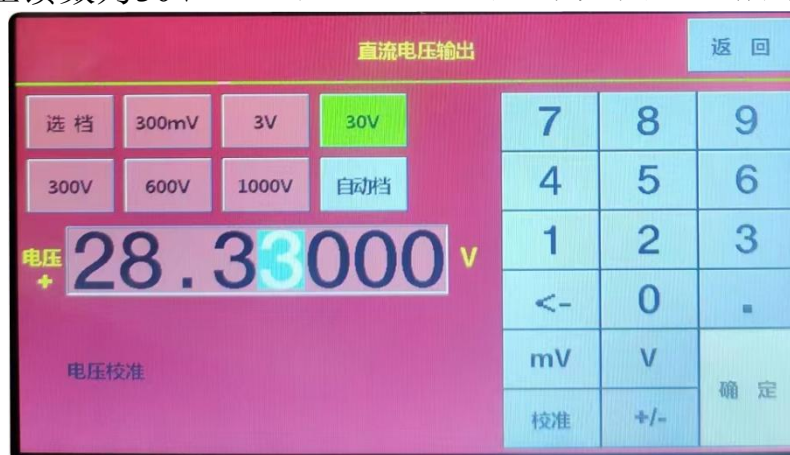 直流电压输出 返 回
选 档 300mV 3V 30V
300V 600V 1000V 自动档
电压 + 28.33000 V
电压校准
7 8 9
4 5 6
1 2 3
<- 0 .
mV V
校准 +/- 确 定